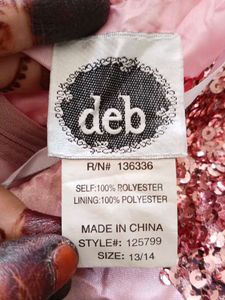 deb
R/N# 136336
SELF:100% POLYESTER
LINING:100% POLYESTER
MADE IN CHINA
STYLE#: 125799
SIZE: 13/14